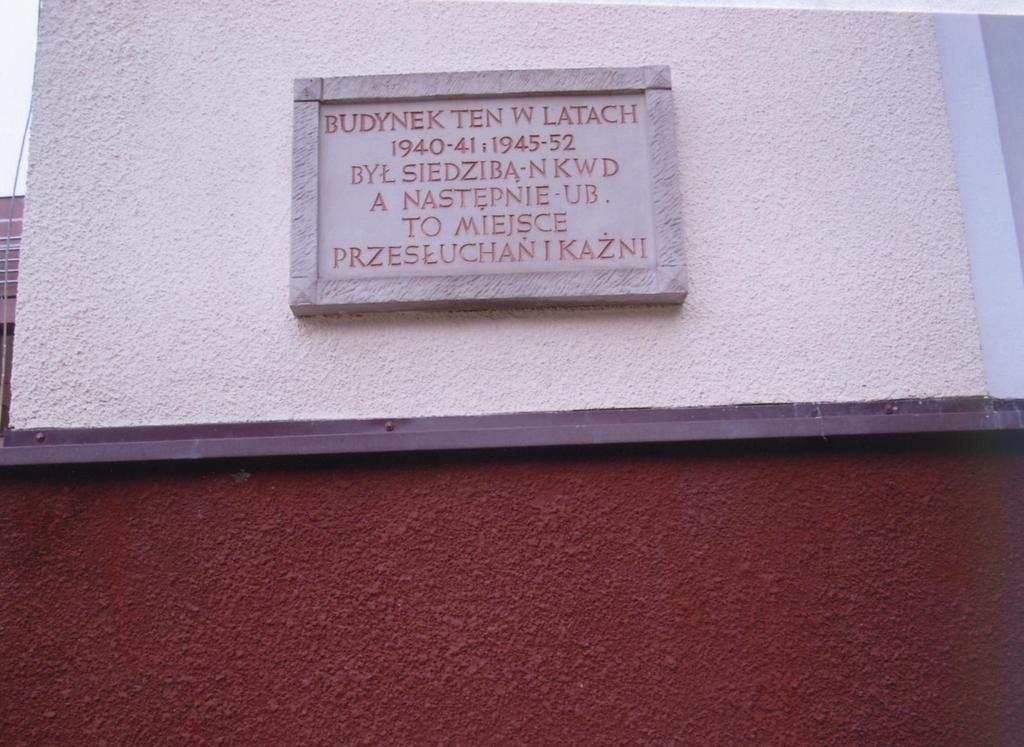 BUDYNEK TEN W LATACH
1940-41 i 1945-52
BYŁ SIEDZIBĄ-NKWD
A NASTĘPNIE-UB.
TO MIEJSCE
PRZESŁUCHAŃ I KAŹNI